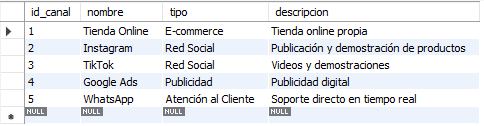 id_canal nombre tipo descripcion
1 Tienda Online E-commerce Tienda online propia
2 Instagram Red Social Publicación y demostración de productos
3 TikTok Red Social Videos y demostraciones
4 Google Ads Publicidad Publicidad digital
5 WhatsApp Atención al Cliente Soporte directo en tiempo real
NULL NULL NULL NULL